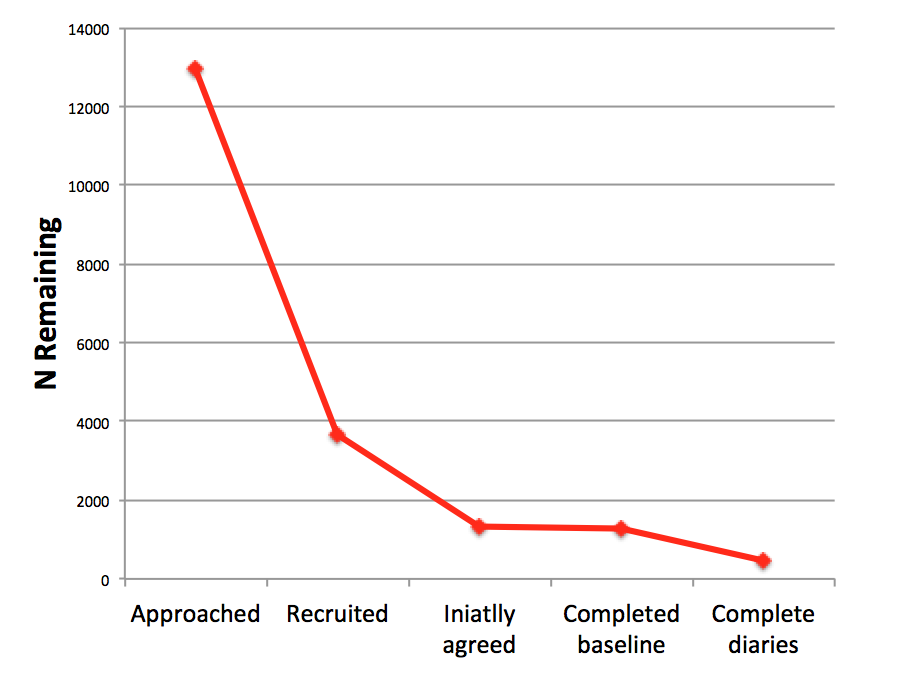 14000
12000
10000
8000
6000
4000
2000
0
N Remaining
Approached
Recruited
Iniatlly
agreed
Completed
baseline
Complete
diaries